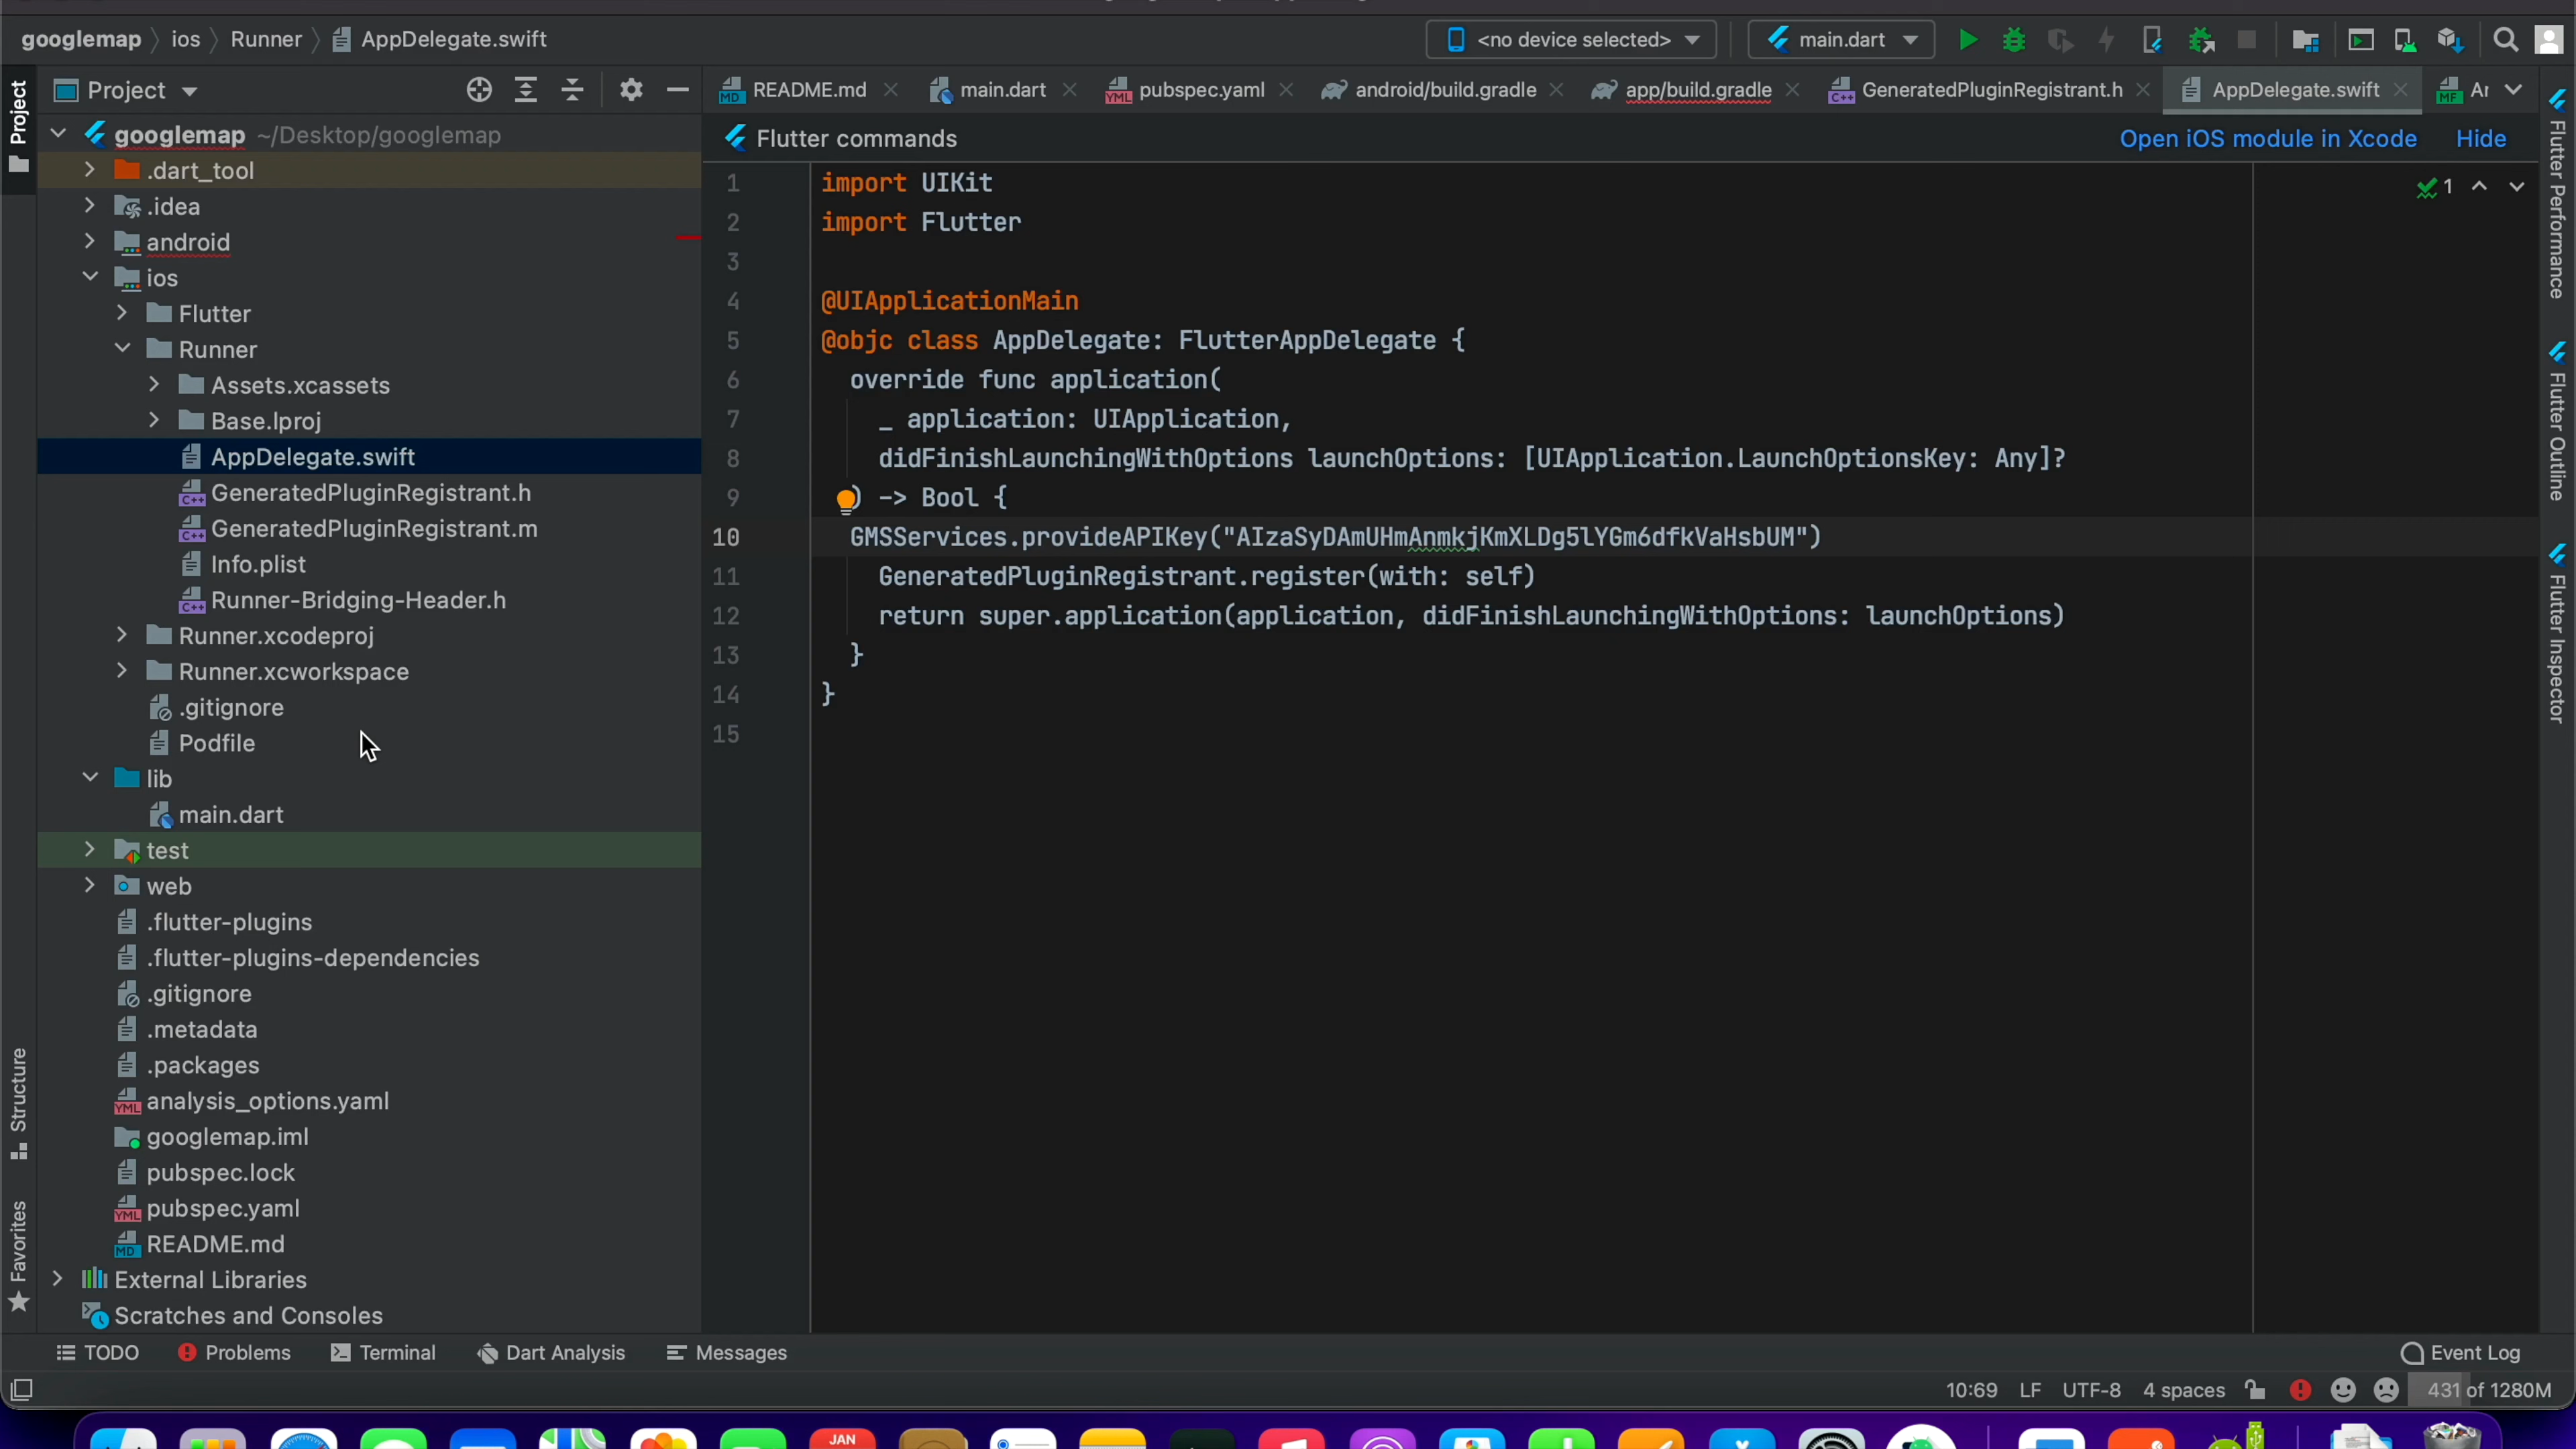 googlemap
ios
Runner
AppDelegate.swift
<no device selected>
main.dart
Project
README.md
main.dart
pubspec.yaml
android/build.gradle
app/build.gradle
GeneratedPluginRegistrant.h
AppDelegate.swift
Flutter commands
Open iOS module in Xcode
Hide
Project
googlemap ~/Desktop/googlemap
.dart_tool
.idea
android
ios
Flutter
Runner
Assets.xcassets
Base.lproj
AppDelegate.swift
GeneratedPluginRegistrant.h
GeneratedPluginRegistrant.m
Info.plist
Runner-Bridging-Header.h
Runner.xcodeproj
Runner.xcworkspace
.gitignore
Podfile
lib
main.dart
test
web
.flutter-plugins
.flutter-plugins-dependencies
.gitignore
.metadata
.packages
analysis_options.yaml
googlemap.iml
pubspec.lock
pubspec.yaml
README.md
External Libraries
Scratches and Consoles
Structure
Favorites
1 import UIKit
2 import Flutter
3
4 @UIApplicationMain
5 @objc class AppDelegate: FlutterAppDelegate {
6 override func application(
7 _ application: UIApplication,
8 didFinishLaunchingWithOptions launchOptions: [UIApplication.LaunchOptionsKey: Any]?
9 ) -> Bool {
10 GMSServices.provideAPIKey("AIzaSyDAmUHmAnmkjKmXLDg5lYGm6dfkVaHsbUM")
11 GeneratedPluginRegistrant.register(with: self)
12 return super.application(application, didFinishLaunchingWithOptions: launchOptions)
13 }
14 }
15
1
Flutter Performance
Flutter Outline
Flutter Inspector
TODO
Problems
Terminal
Dart Analysis
Messages
Event Log
10:69
LF
UTF-8
4 spaces
431 of 1280M
JAN